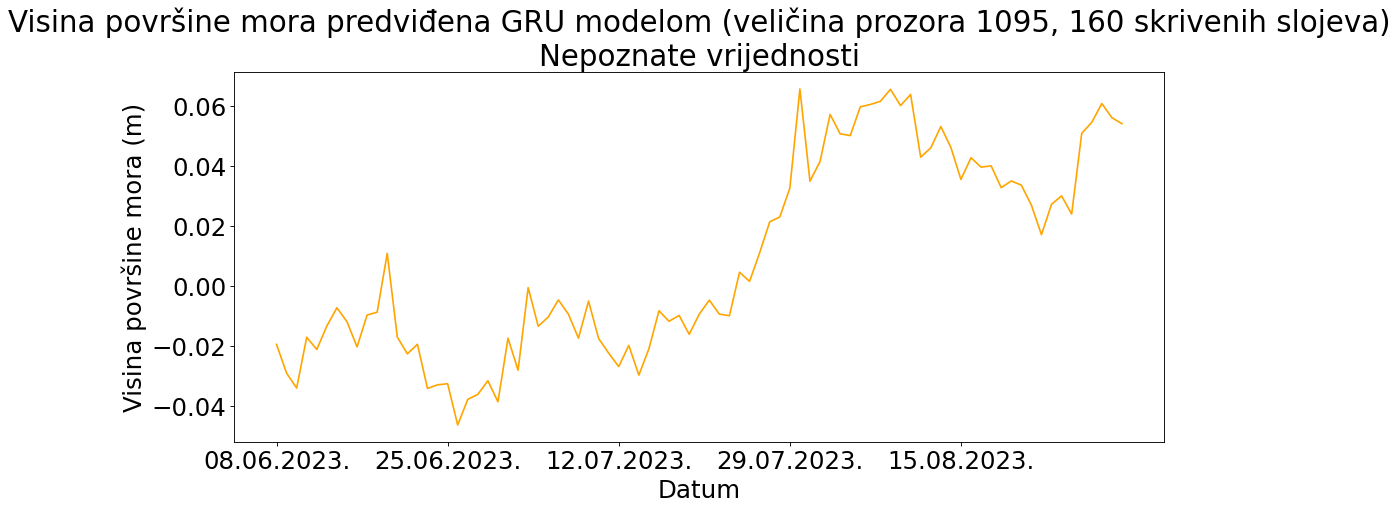 Visina površine mora predviđena GRU modelom (veličina prozora 1095, 160 skrivenih slojeva)
Nepoznate vrijednosti
Visina površine mora (m)
0.06
0.04
0.02
0.00
−0.02
−0.04
08.06.2023. 25.06.2023. 12.07.2023. 29.07.2023. 15.08.2023.
Datum